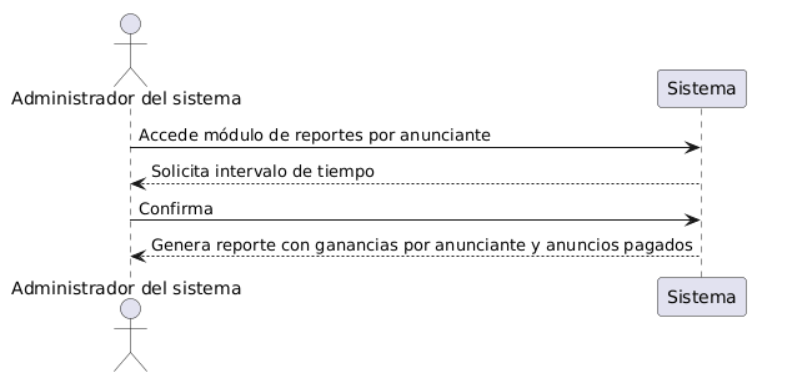 Administrador del sistema
Sistema
Accede módulo de reportes por anunciante
Solicita intervalo de tiempo
Confirma
Genera reporte con ganancias por anunciante y anuncios pagados
Administrador del sistema
Sistema